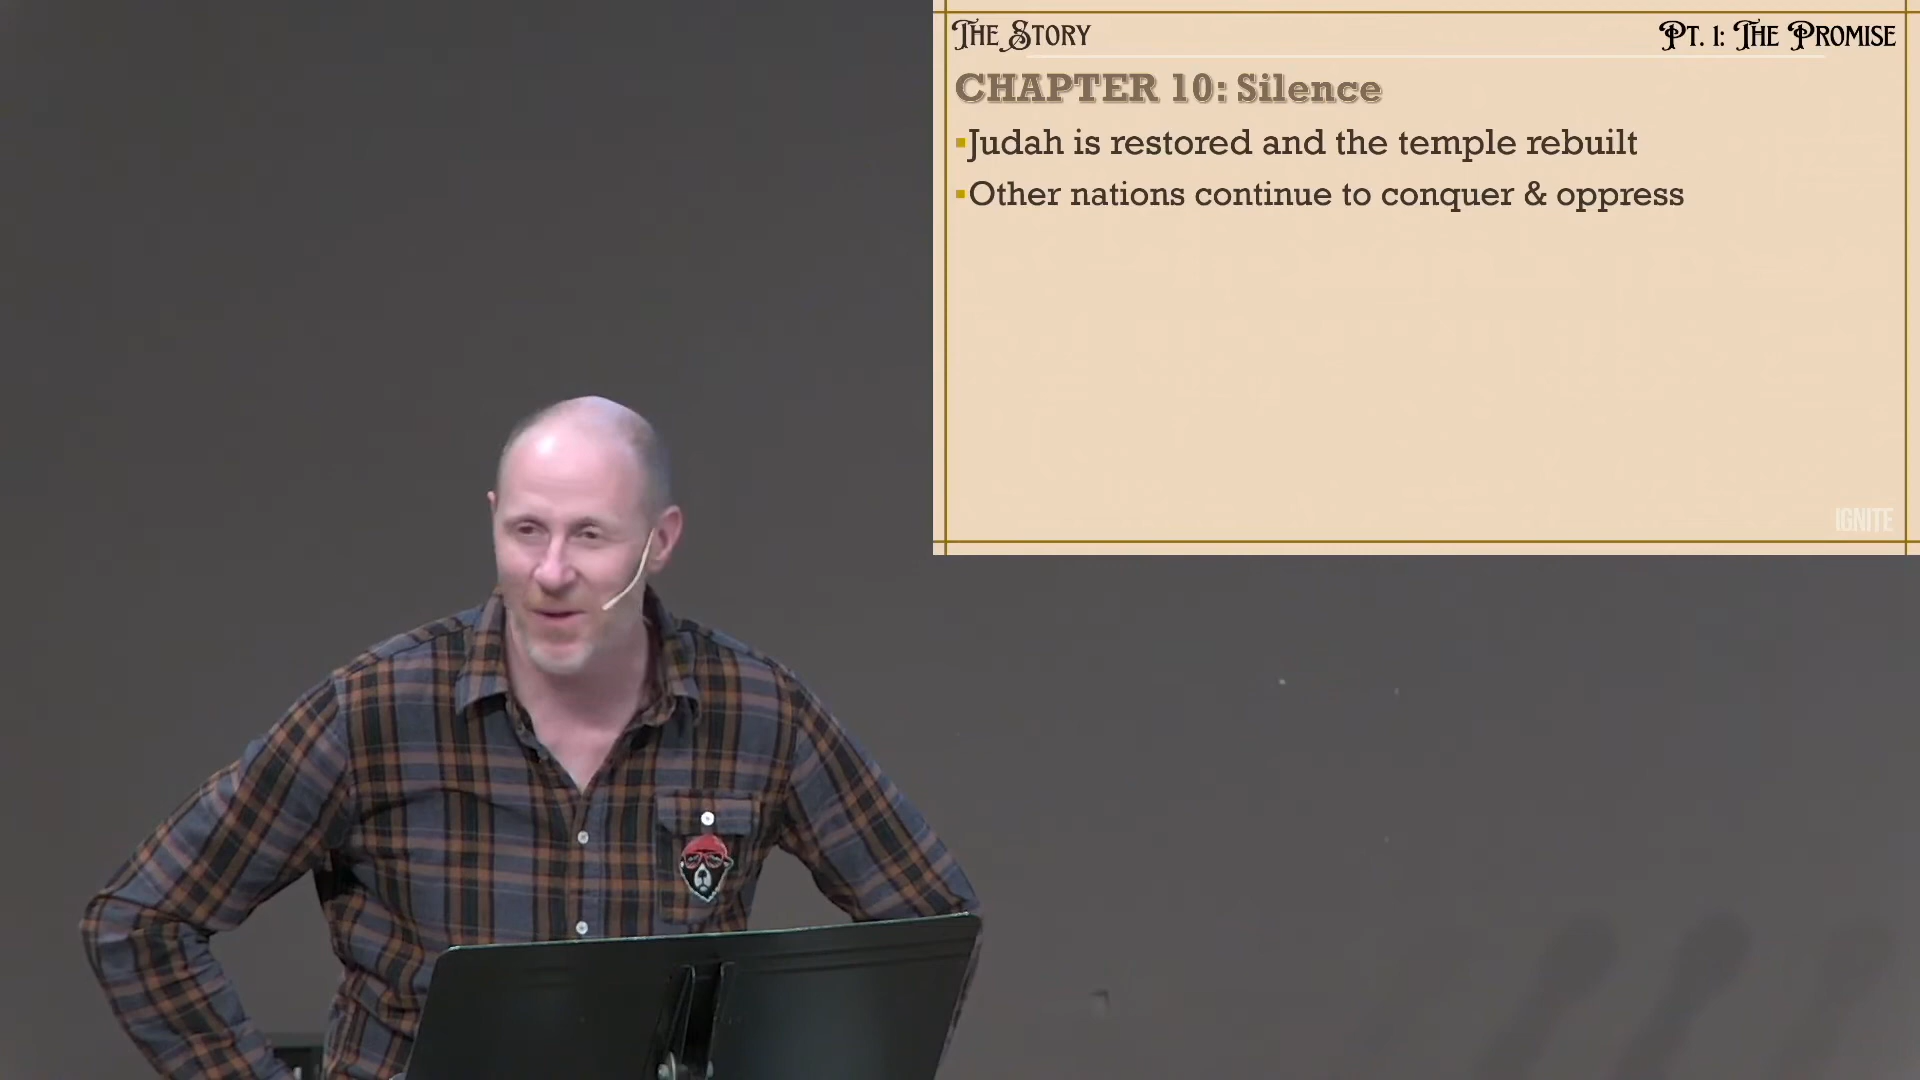 The Story
Pt. 1: The Promise
CHAPTER 10: Silence
▪Judah is restored and the temple rebuilt
▪Other nations continue to conquer & oppress
IGNITE